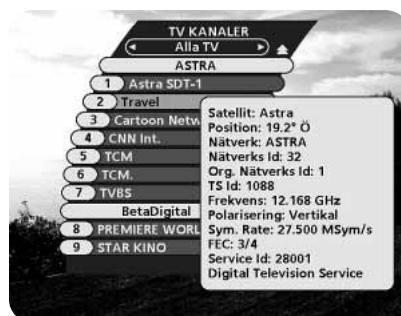 TV KANALER
Alla TV
ASTRA
1 Astra SDT-1
2 Travel
3 Cartoon Netw
4 CNN Int.
5 TCM
6 TCM.
7 TVBS
BetaDigital
8 PREMIERE WORL
9 STAR KINO
Satellit: Astra
Position: 19.2° Ö
Nätverk: ASTRA
Nätverks Id: 32
Org. Nätverks Id: 1
TS Id: 1088
Frekvens: 12.168 GHz
Polarisering: Vertikal
Sym. Rate: 27.500 MSym/s
FEC: 3/4
Service Id: 28001
Digital Television Service